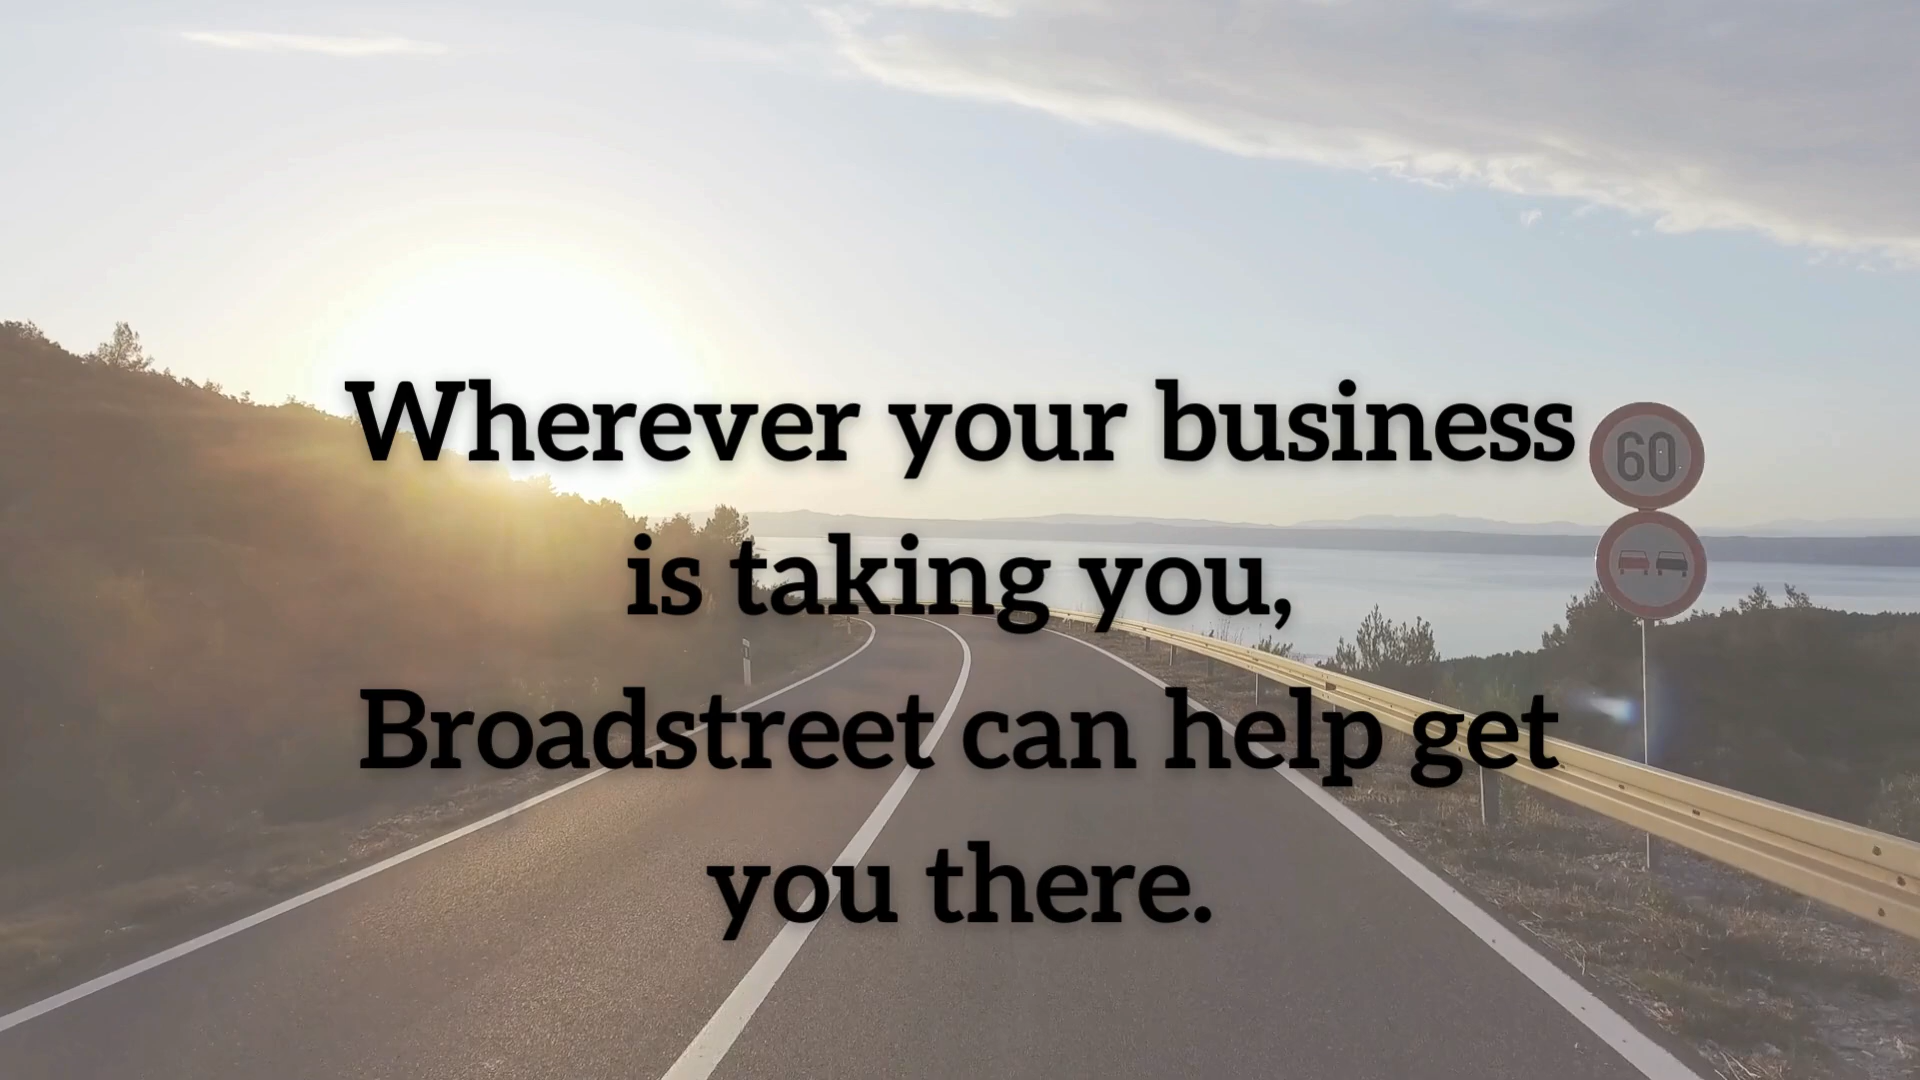 Wherever your business
60
is taking you,
Broadstreet can help get
you there.